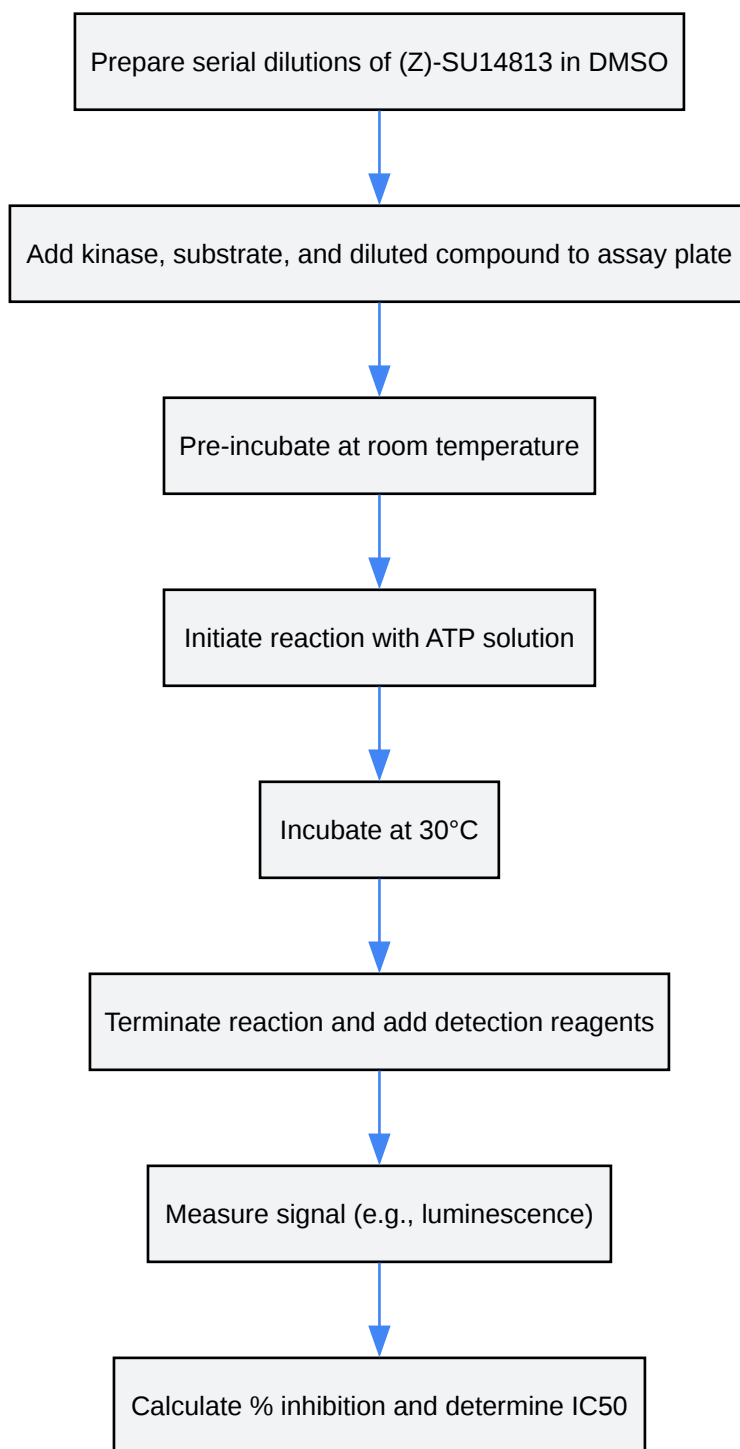 Prepare serial dilutions of (Z)-SU14813 in DMSO
Add kinase, substrate, and diluted compound to assay plate
Pre-incubate at room temperature
Initiate reaction with ATP solution
Incubate at 30°C
Terminate reaction and add detection reagents
Measure signal (e.g., luminescence)
Calculate % inhibition and determine IC50